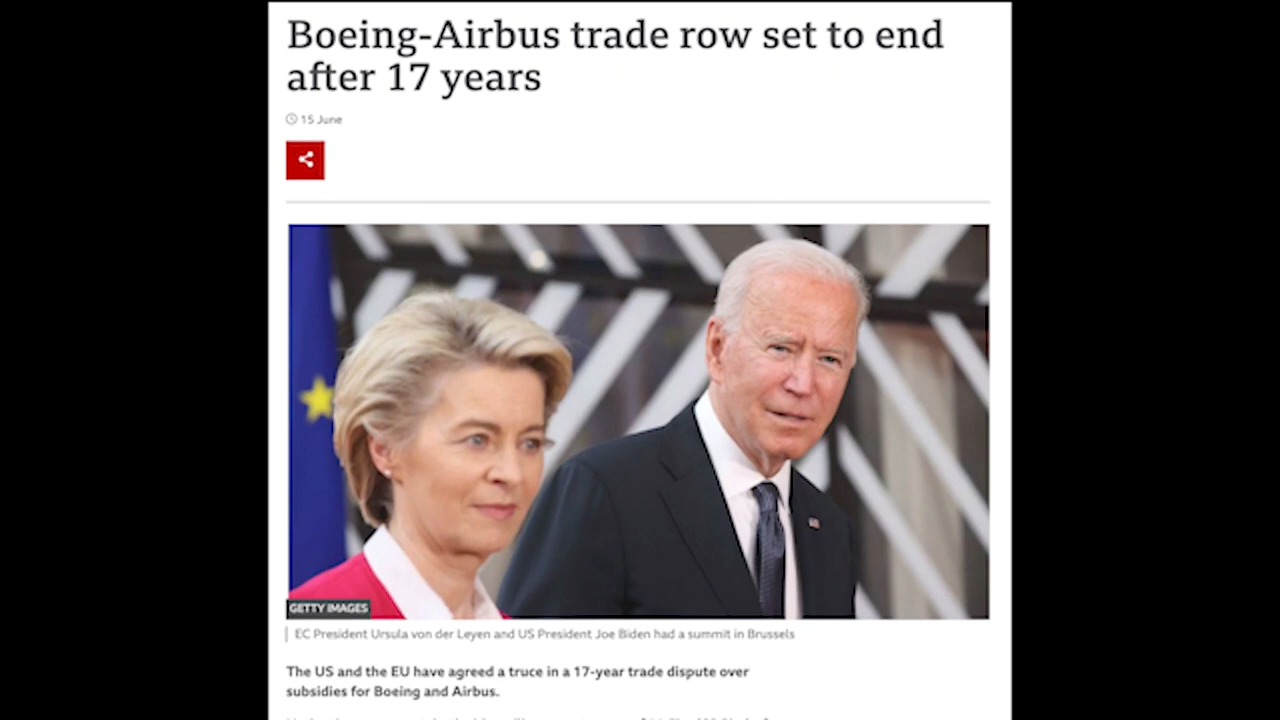 Boeing-Airbus trade row set to end
after 17 years
15 June
GETTY IMAGES
EC President Ursula von der Leyen and US President Joe Biden had a summit in Brussels
The US and the EU have agreed a truce in a 17-year trade dispute over
subsidies for Boeing and Airbus.